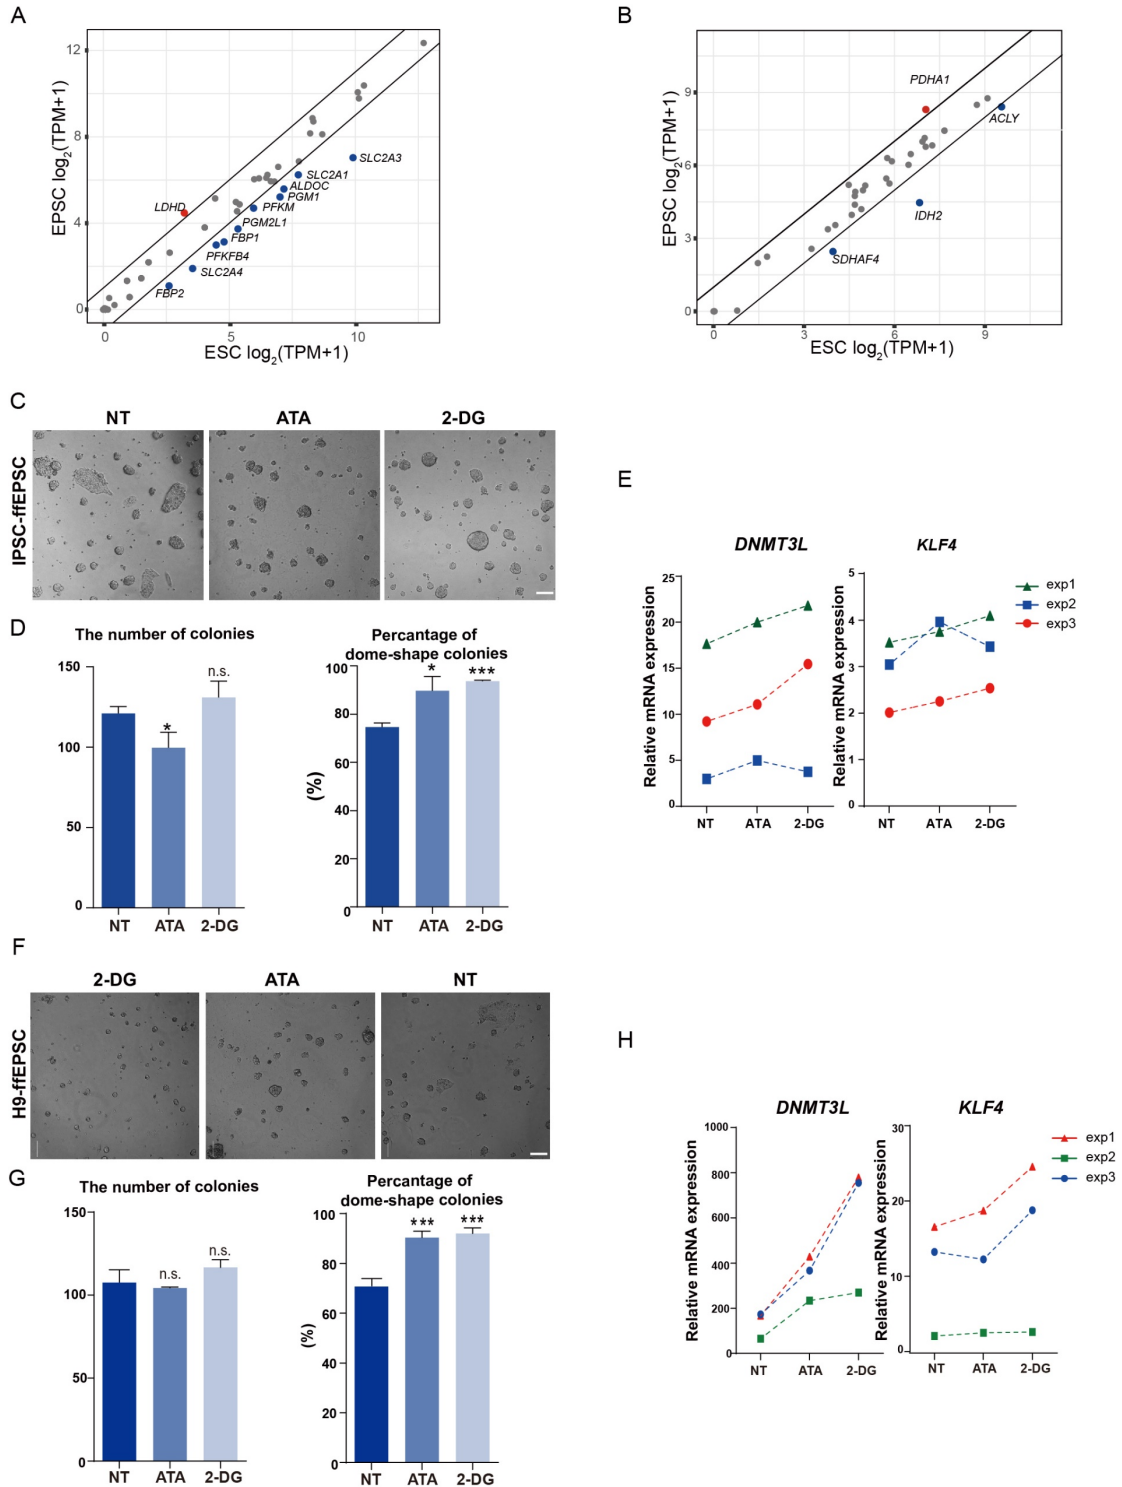 A
12
8
4
0
EPSC log2(TPM+1)
SLC2A3
SLC2A1
ALDOC
PGM1
PFKM
LDHD
PGM2L1
FBP1
PFKFB4
SLC2A4
FBP2
0 5 10
ESC log2(TPM+1)
B
9
6
3
0
EPSC log2(TPM+1)
PDHA1
ACLY
IDH2
SDHAF4
0 3 6 9
ESC log2(TPM+1)
C
NT ATA 2-DG
IPSC-ffEPSC
D
The number of colonies
150
100
50
0
* n.s.
NT ATA 2-DG
Percantage of
dome-shape colonies
100
80
60
40
20
0
(%)
* ***
NT ATA 2-DG
E
DNMT3L
25
20
15
10
5
0
Relative mRNA expression
NT ATA 2-DG
KLF4
5
4
3
2
1
0
Relative mRNA expression
NT ATA 2-DG
exp1
exp2
exp3
F
2-DG ATA NT
H9-ffEPSC
G
The number of colonies
150
100
50
0
n.s. n.s.
NT ATA 2-DG
Percentage of
dome-shape colonies
100
80
60
40
20
0
(%)
*** ***
NT ATA 2-DG
H
DNMT3L
1000
800
600
400
200
0
Relative mRNA expression
NT ATA 2-DG
KLF4
30
20
10
0
Relative mRNA expression
NT ATA 2-DG
exp1
exp2
exp3